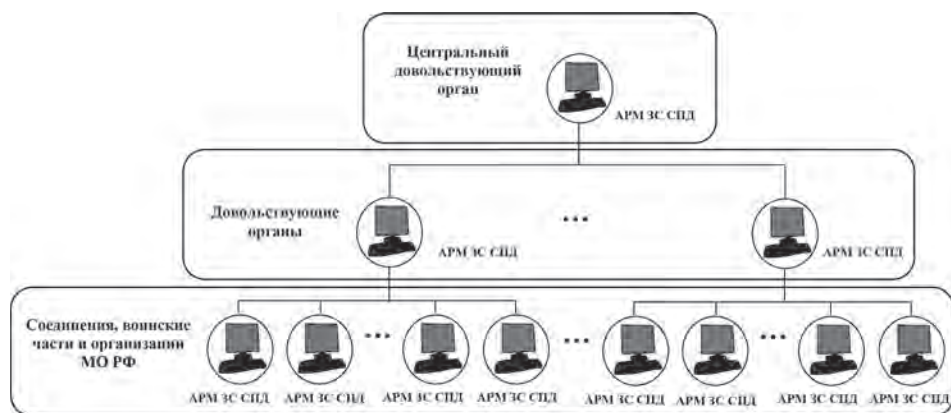 Центральный
довольствующий
орган
АРМ ЗС СПД
Довольствующие
органы
...
АРМ ЗС СПД
АРМ ЗС СПД
Соединения, воинские
части и организации
МО РФ
...
...
...
АРМ ЗС СПД
АРМ ЗС СПД
АРМ ЗС СПД
АРМ ЗС СПД
АРМ ЗС СПД
АРМ ЗС СПД
АРМ ЗС СПД
АРМ ЗС СПД